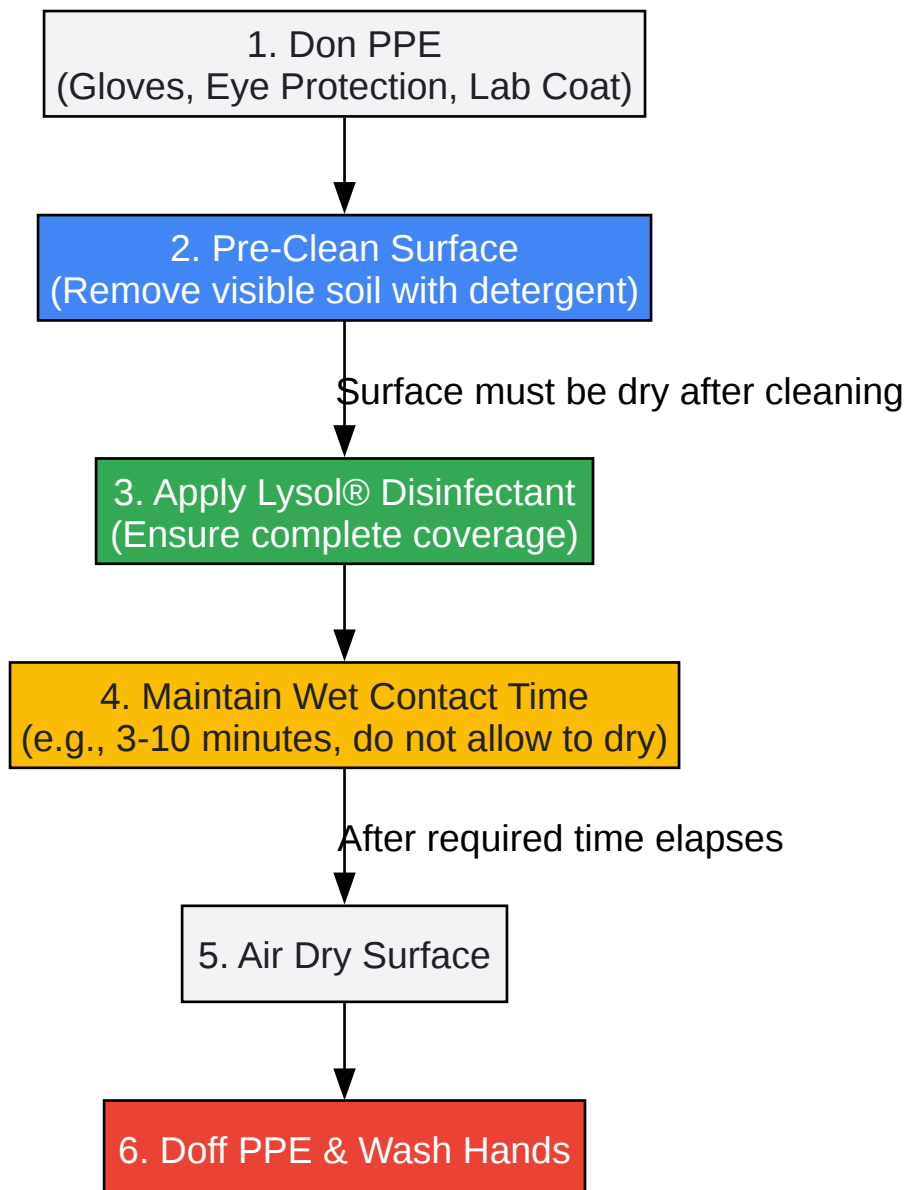 1. Don PPE
(Gloves, Eye Protection, Lab Coat)
2. Pre-Clean Surface
(Remove visible soil with detergent)
Surface must be dry after cleaning
3. Apply Lysol® Disinfectant
(Ensure complete coverage)
4. Maintain Wet Contact Time
(e.g., 3-10 minutes, do not allow to dry)
After required time elapses
5. Air Dry Surface
6. Doff PPE & Wash Hands